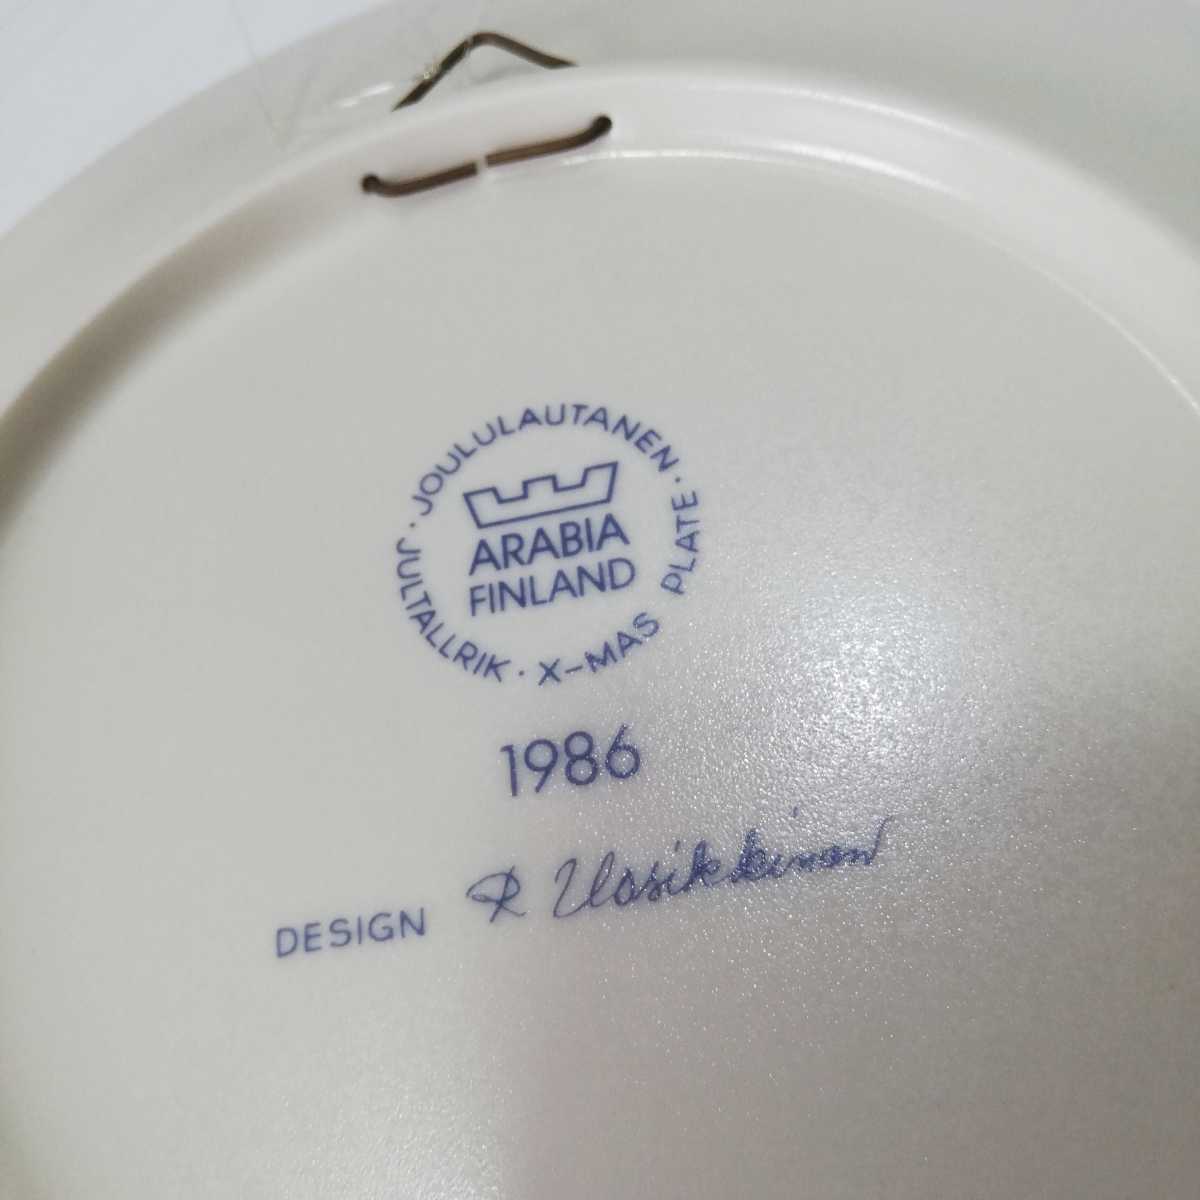 · JOULULAUTANEN · X-MAS PLATE · JULTALLRIK
ARABIA
FINLAND
1986
DESIGN R Uosikkinen